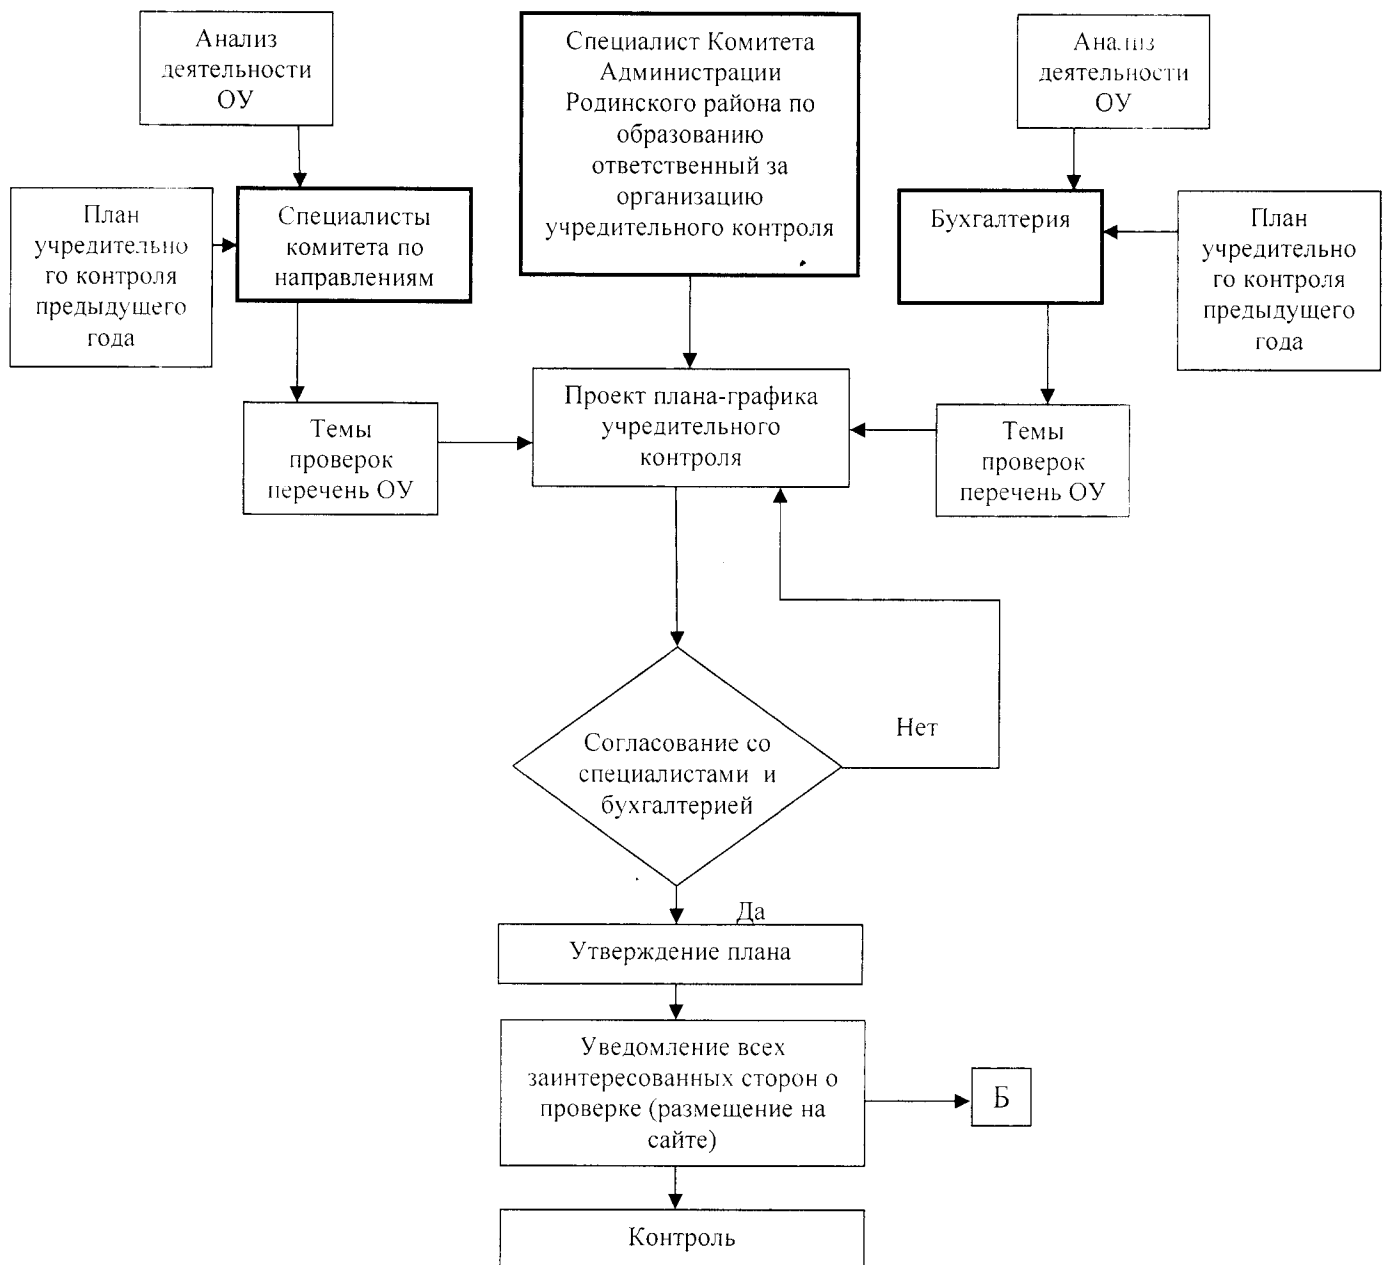 Анализ
деятельности
ОУ
Специалист Комитета
Администрации
Родинского района по
образованию
ответственный за
организацию
учредительного контроля
Анализ
деятельности
ОУ
План
учредительно
го контроля
предыдущего
года
Специалисты
комитета по
направлениям
Бухгалтерия
План
учредительно
го контроля
предыдущего
года
Темы
проверок
перечень ОУ
Проект плана-графика
учредительного
контроля
Темы
проверок
перечень ОУ
Согласование со
специалистами и
бухгалтерией
Нет
Да
Утверждение плана
Уведомление всех
заинтересованных сторон о
проверке (размещение на
сайте)
Б
Контроль